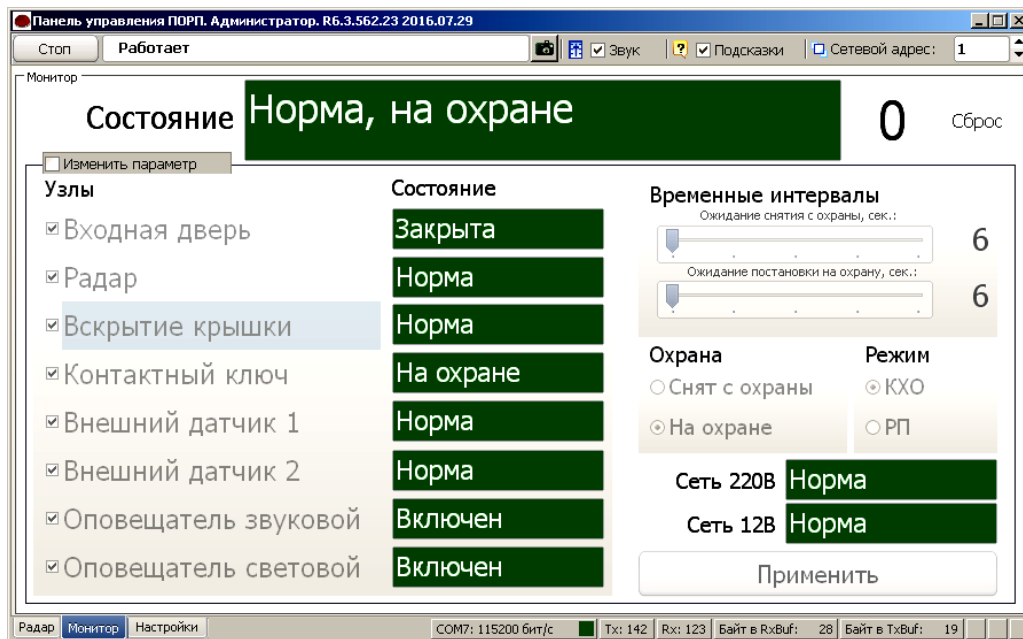 Панель управления ПОРП. Администратор. R6.3.562.23 2016.07.29
Стоп Работает Звук Подсказки Сетевой адрес: 1
Монитор
Состояние Норма, на охране 0 Сброс
Изменить параметр
Узлы Состояние Временные интервалы
Ожидание снятия с охраны, сек.:
Входная дверь Закрыта 6
Ожидание постановки на охрану, сек.:
Радар Норма 6
Вскрытие крышки Норма
Охрана Режим
Контактный ключ На охране Снят с охраны КХО
Внешний датчик 1 Норма На охране РП
Внешний датчик 2 Норма Сеть 220В Норма
Оповещатель звуковой Включен Сеть 12В Норма
Оповещатель световой Включен Применить
Радар Монитор Настройки COM7: 115200 бит/с Tx: 142 Rx: 123 Байт в RxBuf: 28 Байт в TxBuf: 19